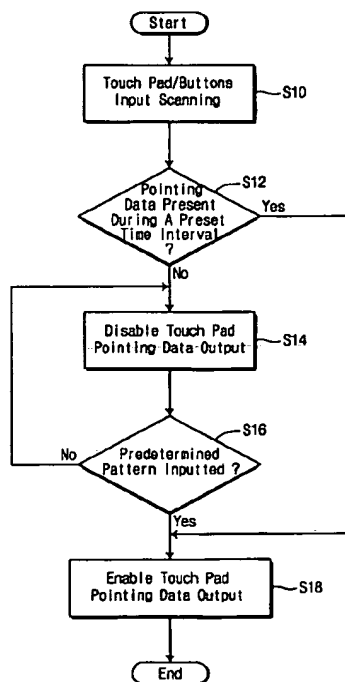 Start
Touch Pad/Buttons
Input Scanning
S10
Pointing
Data Present
During A Preset
Time Interval
?
S12
Yes
No
Disable Touch Pad
Pointing Data Output
S14
Predetermined
Pattern Inputted ?
S16
No
Yes
Enable Touch Pad
Pointing Data Output
S18
End